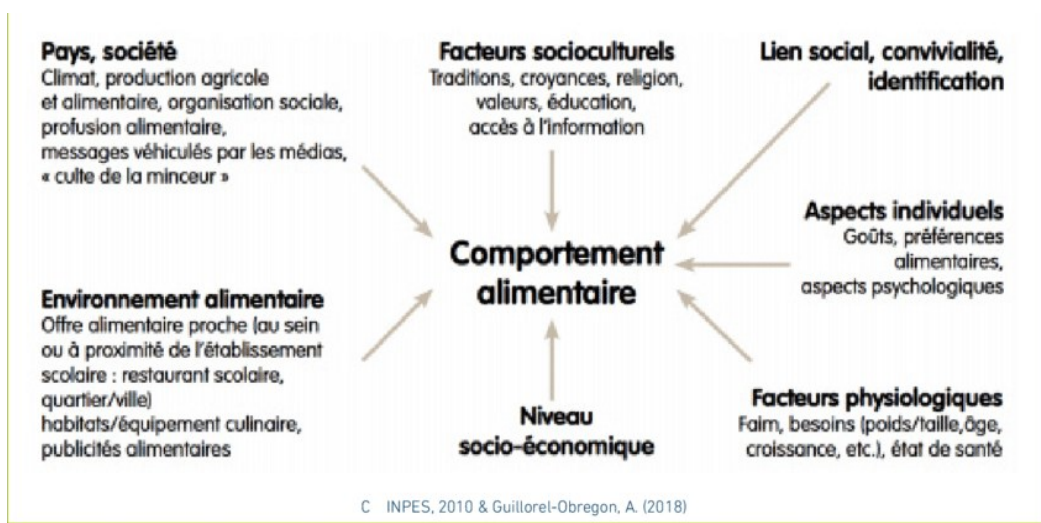 Pays, société
Climat, production agricole
et alimentaire, organisation sociale,
profusion alimentaire,
messages véhiculés par les médias,
« culte de la minceur »
Facteurs socioculturels
Traditions, croyances, religion,
valeurs, éducation,
accès à l'information
Lien social, convivialité,
identification
Aspects individuels
Goûts, préférences
alimentaires,
aspects psychologiques
Comportement
alimentaire
Environnement alimentaire
Offre alimentaire proche (au sein
ou à proximité de l'établissement
scolaire : restaurant scolaire,
quartier/ville)
habitats/équipement culinaire,
publicités alimentaires
Niveau
socio-économique
Facteurs physiologiques
Faim, besoins (poids/taille,âge,
croissance, etc.), état de santé
C INPES, 2010 & Guillorel-Obregon, A. (2018)